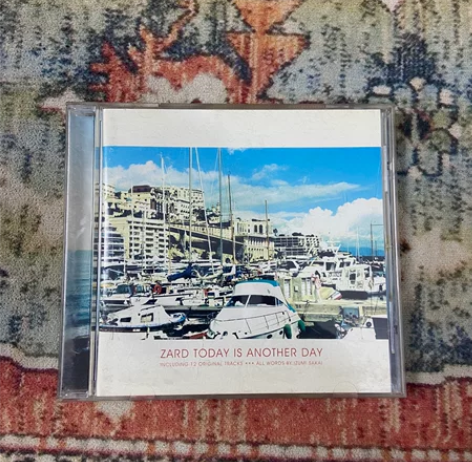 ZARD TODAY IS ANOTHER DAY
INCLUDING 12 ORIGINAL TRACKS ••• ALL WORDS BY IZUMI SAKAI